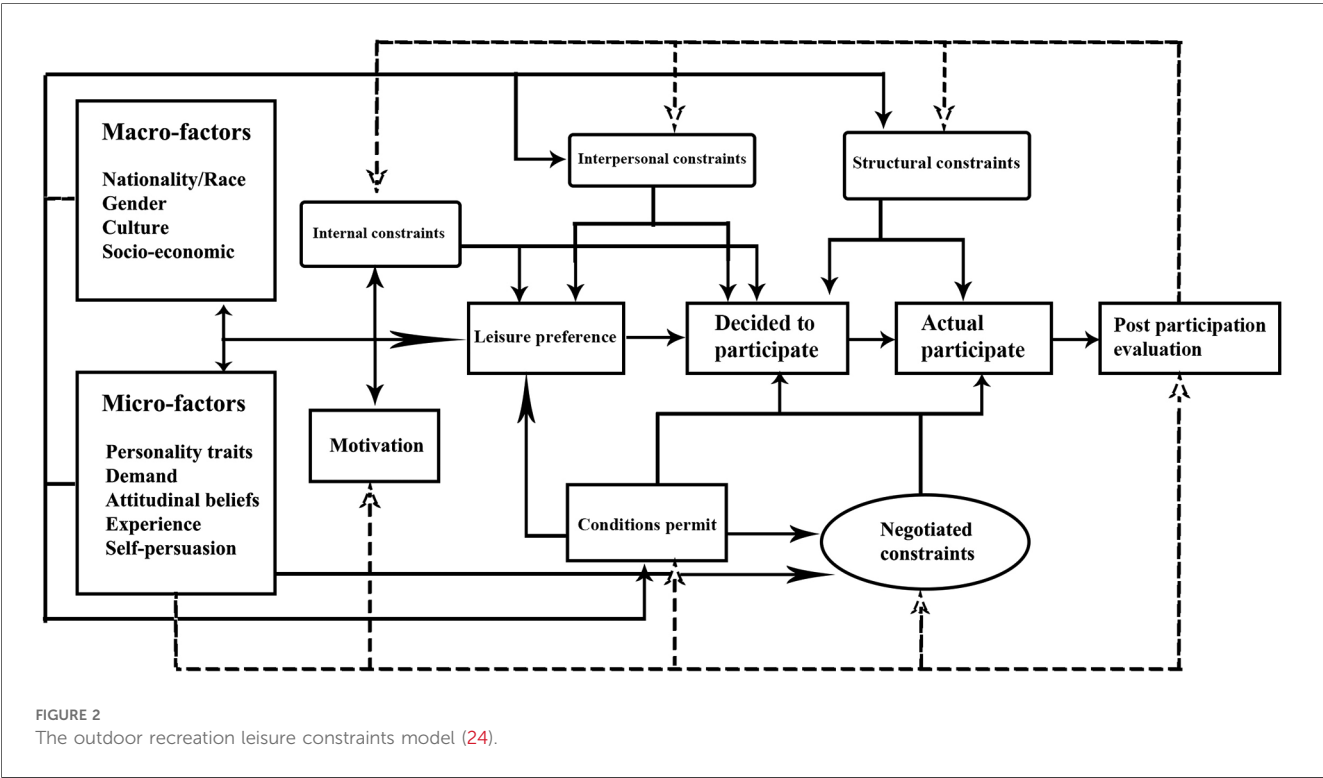 Macro-factors
Nationality/Race
Gender
Culture
Socio-economic
Micro-factors
Personality traits
Demand
Attitudinal beliefs
Experience
Self-persuasion
Internal constraints
Motivation
Interpersonal constraints
Structural constraints
Leisure preference
Decided to
participate
Actual
participate
Post participation
evaluation
Conditions permit
Negotiated
constraints
FIGURE 2
The outdoor recreation leisure constraints model (24).